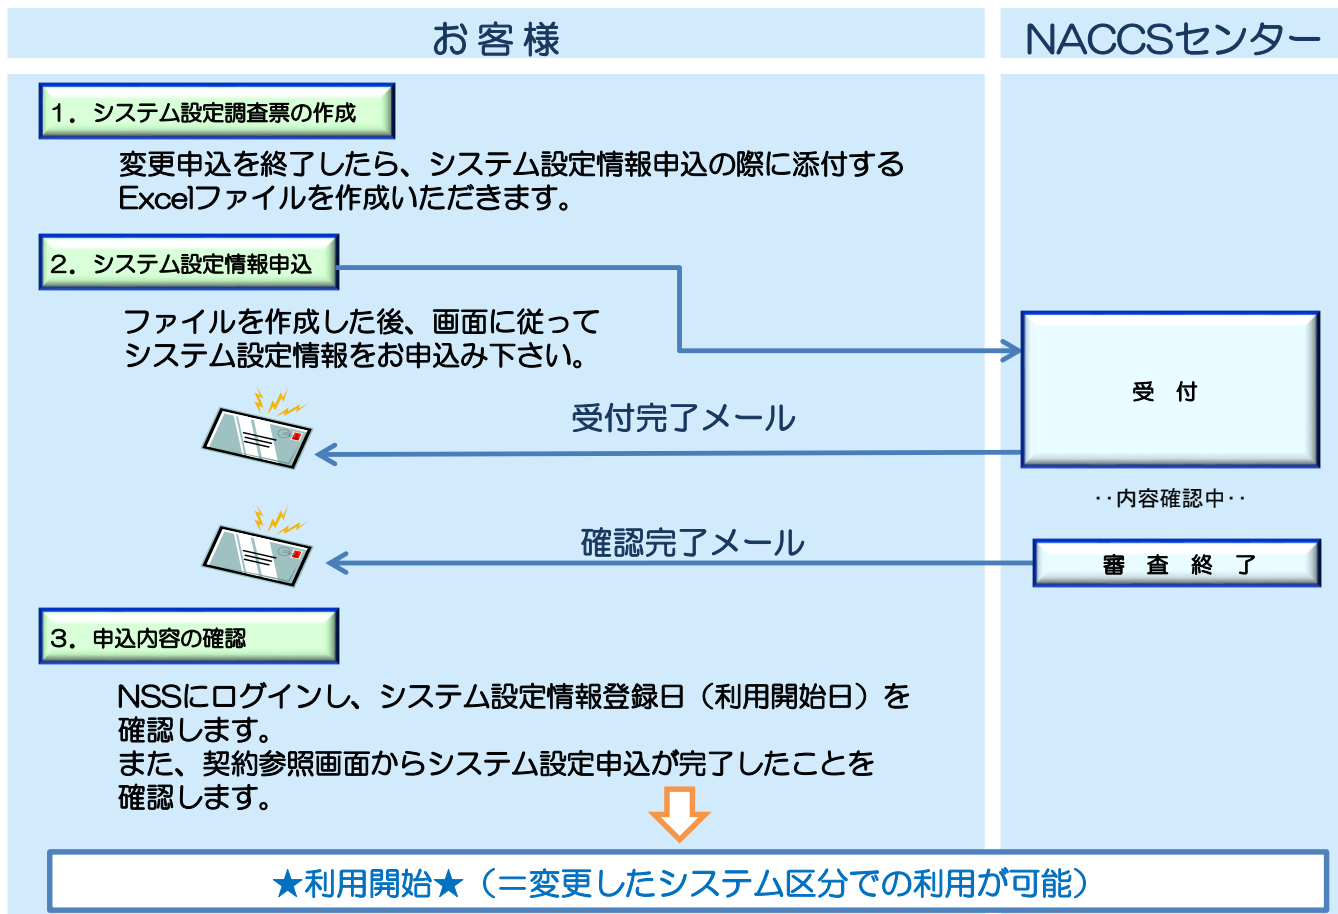 お客様
NACCSセンター
１．システム設定調査票の作成
変更申込を終了したら、システム設定情報申込の際に添付する
Excelファイルを作成いただきます。
２．システム設定情報申込
ファイルを作成した後、画面に従って
システム設定情報をお申込み下さい。
受　付
受付完了メール
‥内容確認中‥
確認完了メール
審　査　終　了
３．申込内容の確認
NSSにログインし、システム設定情報登録日（利用開始日）を
確認します。
また、契約参照画面からシステム設定申込が完了したことを
確認します。
★利用開始★（＝変更したシステム区分での利用が可能）